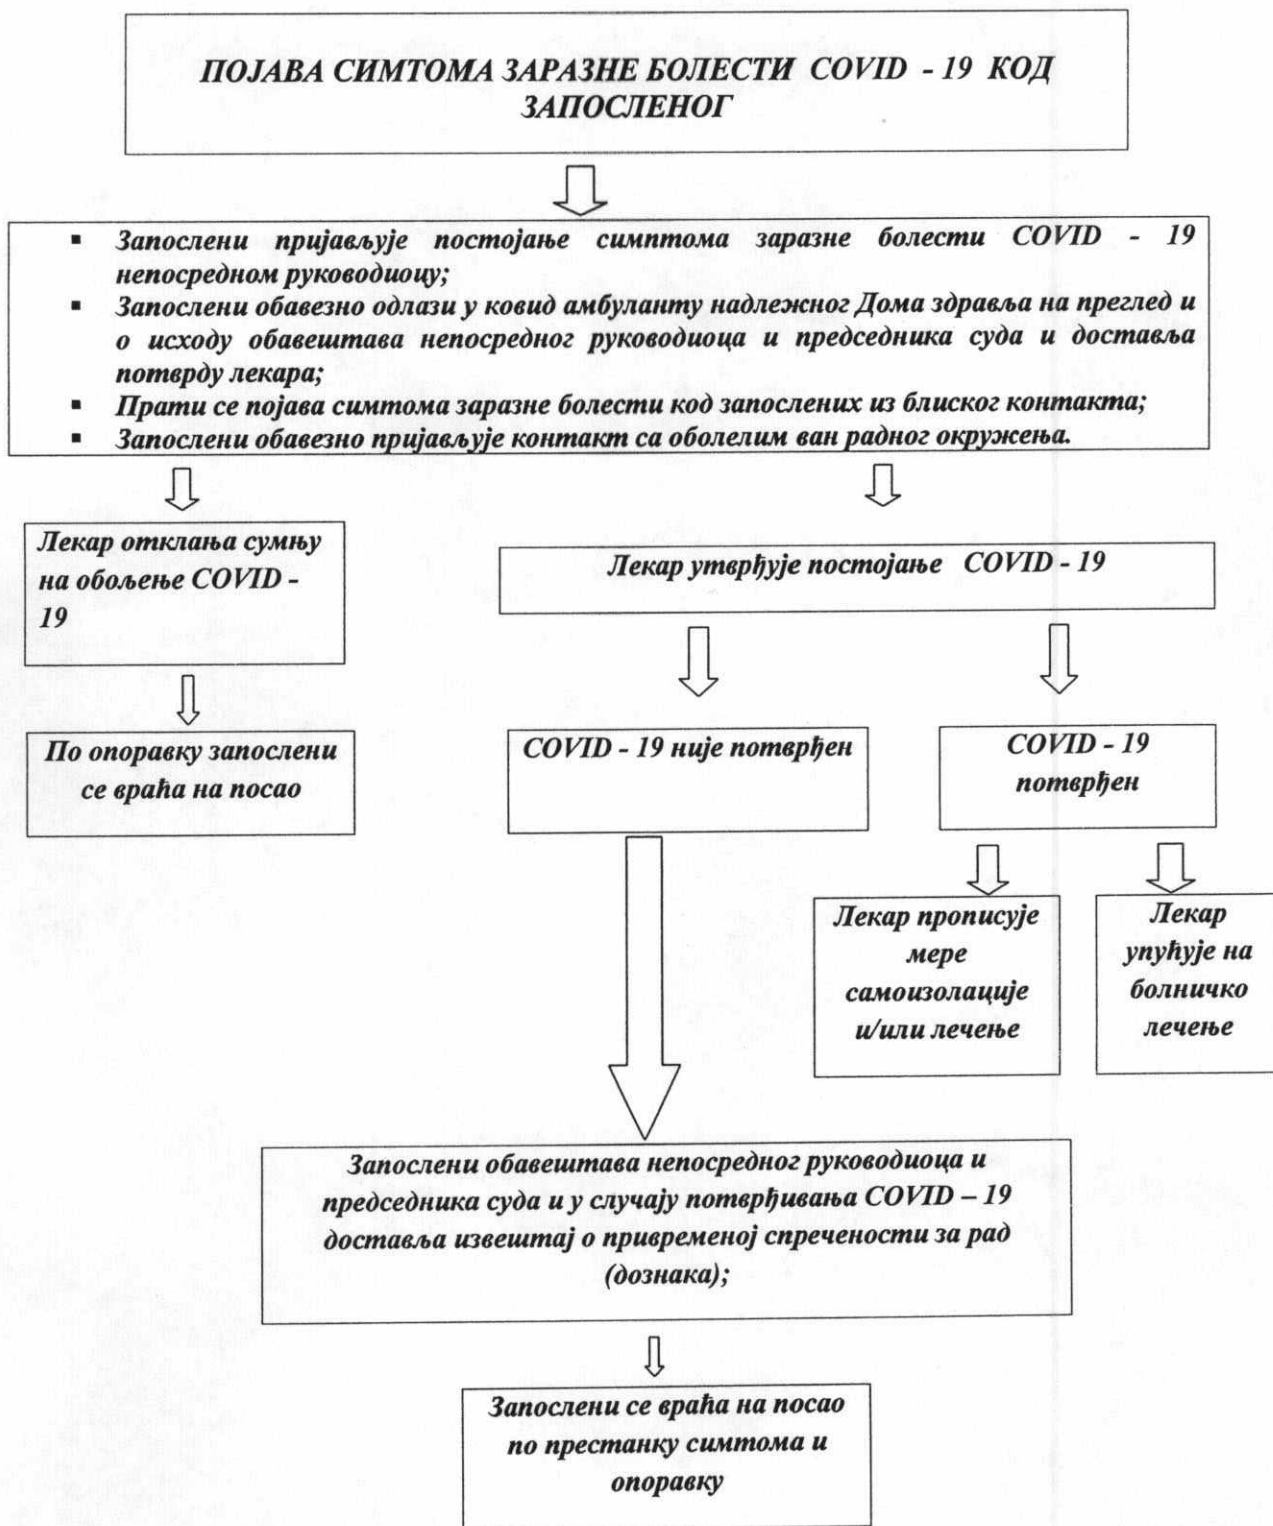 ПОЈАВА СИМТОМА ЗАРАЗНЕ БОЛЕСТИ COVID - 19 КОД
ЗАПОСЛЕНОГ
▪ Запослени пријављује постојање симптома заразне болести COVID - 19
непосредном руководиоцу;
▪ Запослени обавезно одлази у ковид амбуланту надлежног Дома здравља на преглед и
о исходу обавештава непосредног руководиоца и председника суда и доставља
потврду лекара;
▪ Прати се појава симтома заразне болести код запослених из блиског контакта;
▪ Запослени обавезно пријављује контакт са оболелим ван радног окружења.
Лекар отклања сумњу
на обољење COVID -
19
Лекар утврђује постојање COVID - 19
По опоравку запослени
се враћа на посао
COVID - 19 није потврђен
COVID - 19
потврђен
Лекар прописује
мере
самоизолације
и/или лечење
Лекар
упућује на
болничко
лечење
Запослени обавештава непосредног руководиоца и
председника суда и у случају потврђивања COVID – 19
доставља извештај о привременој спречености за рад
(дознака);
Запослени се враћа на посао
по престанку симтома и
опоравку